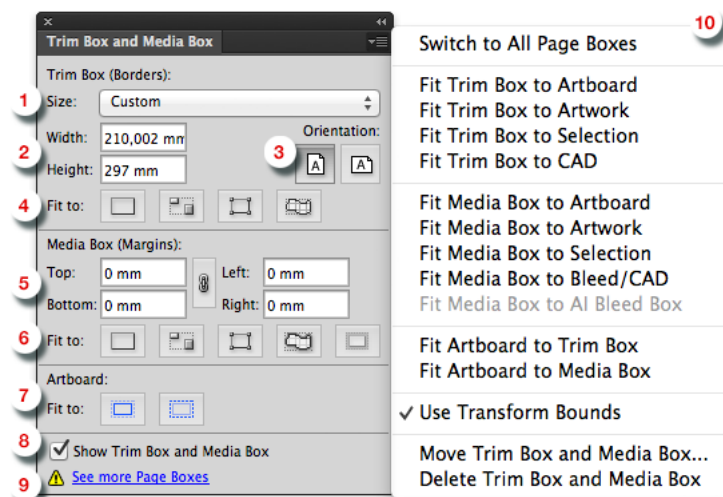 Trim Box and Media Box
Trim Box (Borders):
1 Size: Custom
2 Width: 210,002 mm
Height: 297 mm
3 Orientation:
A A
4 Fit to:
Media Box (Margins):
5 Top: 0 mm Left: 0 mm
Bottom: 0 mm Right: 0 mm
6 Fit to:
Artboard:
7 Fit to:
8 Show Trim Box and Media Box
9 See more Page Boxes
10
Switch to All Page Boxes
Fit Trim Box to Artboard
Fit Trim Box to Artwork
Fit Trim Box to Selection
Fit Trim Box to CAD
Fit Media Box to Artboard
Fit Media Box to Artwork
Fit Media Box to Selection
Fit Media Box to Bleed/CAD
Fit Media Box to AI Bleed Box
Fit Artboard to Trim Box
Fit Artboard to Media Box
✓ Use Transform Bounds
Move Trim Box and Media Box...
Delete Trim Box and Media Box